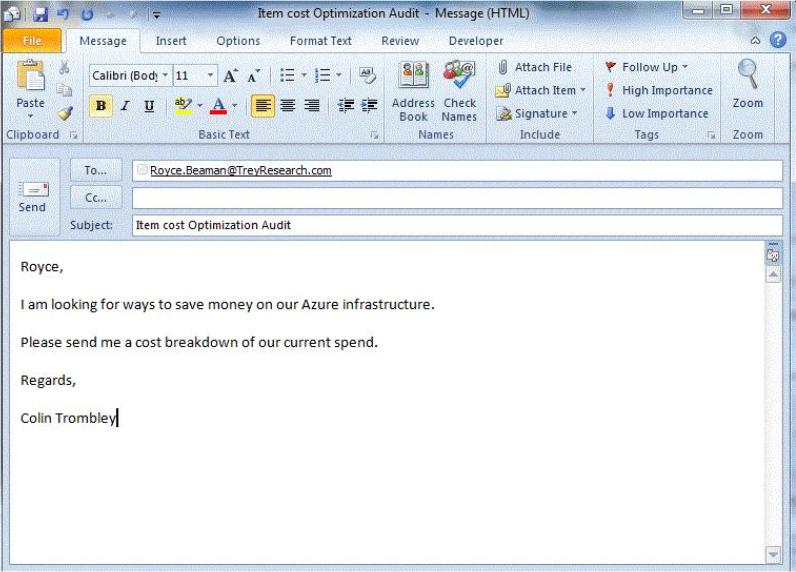 Item cost Optimization Audit - Message (HTML)
File Message Insert Options Format Text Review Developer
Paste
Clipboard
Calibri (Body 11
B I U A
Basic Text
Address Book
Check Names
Names
Attach File
Attach Item
Signature
Include
Follow Up
High Importance
Low Importance
Tags
Zoom
Zoom
Send
To... Royce.Beaman@TreyResearch.com
Cc...
Subject: Item cost Optimization Audit
Royce,
I am looking for ways to save money on our Azure infrastructure.
Please send me a cost breakdown of our current spend.
Regards,
Colin Trombley